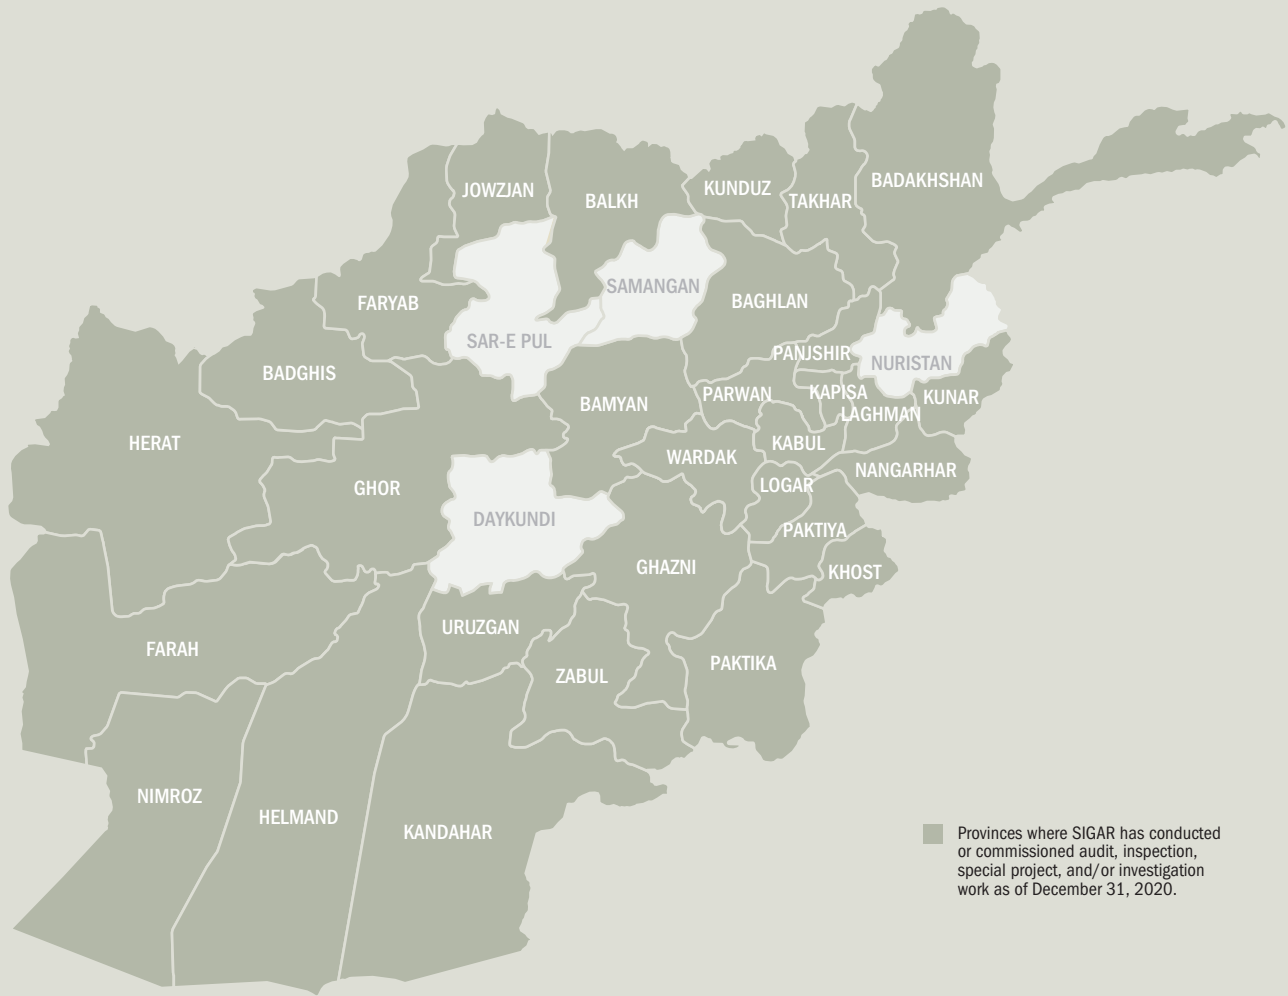 JOWZJAN
BALKH
KUNDUZ
TAKHAR
BADAKHSHAN
FARYAB
SAMANGAN
BAGHLAN
SAR-E PUL
PANJSHIR
NURISTAN
BADGHIS
BAMYAN
PARWAN
KAPISA
KUNAR
LAGHMAN
HERAT
KABUL
WARDAK
NANGARHAR
GHOR
LOGAR
DAYKUNDI
PAKTIYA
GHAZNI
KHOST
URUZGAN
FARAH
ZABUL
PAKTIKA
NIMROZ
HELMAND
KANDAHAR
Provinces where SIGAR has conducted
or commissioned audit, inspection,
special project, and/or investigation
work as of December 31, 2020.